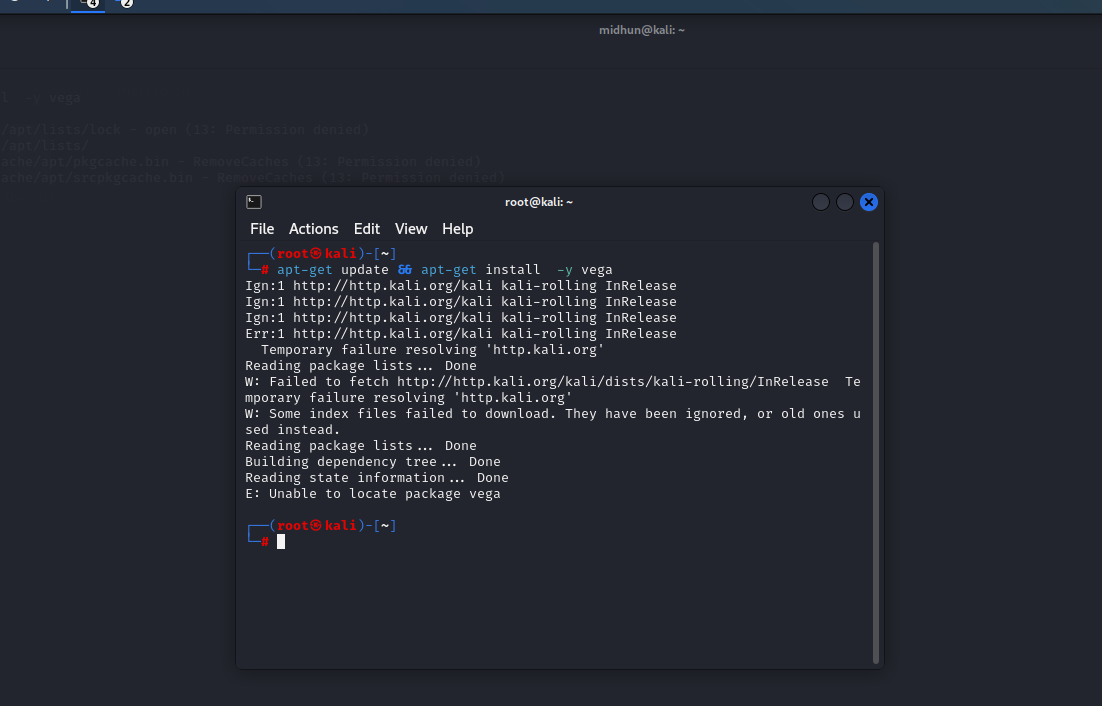 4
2
midhun@kali: ~
l -y vega
/apt/lists/lock - open (13: Permission denied)
/apt/lists/
ache/apt/pkgcache.bin - RemoveCaches (13: Permission denied)
ache/apt/srcpkgcache.bin - RemoveCaches (13: Permission denied)
root@kali: ~
File Actions Edit View Help
┌──(root㉿kali)-[~]
└─# apt-get update && apt-get install  -y vega
Ign:1 http://http.kali.org/kali kali-rolling InRelease
Ign:1 http://http.kali.org/kali kali-rolling InRelease
Ign:1 http://http.kali.org/kali kali-rolling InRelease
Err:1 http://http.kali.org/kali kali-rolling InRelease
  Temporary failure resolving 'http.kali.org'
Reading package lists... Done
W: Failed to fetch http://http.kali.org/kali/dists/kali-rolling/InRelease  Te
mporary failure resolving 'http.kali.org'
W: Some index files failed to download. They have been ignored, or old ones u
sed instead.
Reading package lists... Done
Building dependency tree... Done
Reading state information... Done
E: Unable to locate package vega
┌──(root㉿kali)-[~]
└─#